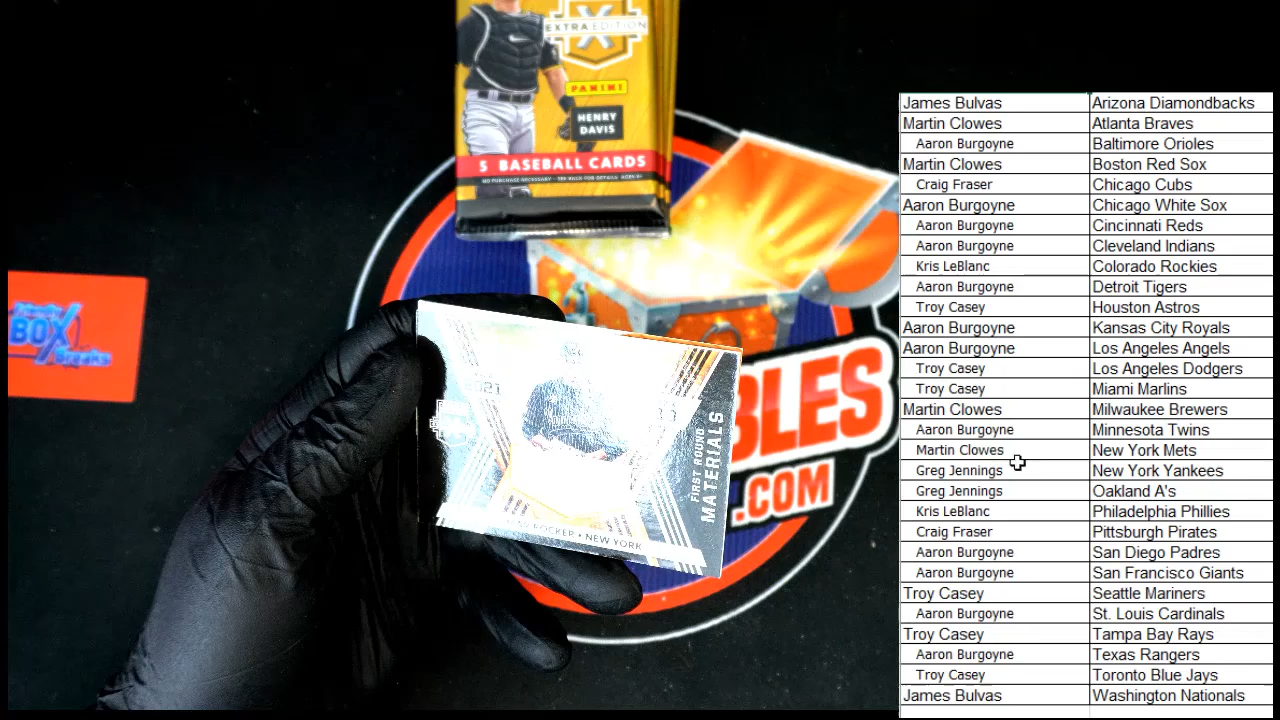 EXTRA EDITION
X
PANINI
HENRY
DAVIS
5 BASEBALL CARDS
BOX
Breaks
2021
FIRST ROUND
MATERIALS
ROCKER • NEW YORK
BLES
.COM
James Bulvas Arizona Diamondbacks
Martin Clowes Atlanta Braves
Aaron Burgoyne Baltimore Orioles
Martin Clowes Boston Red Sox
Craig Fraser Chicago Cubs
Aaron Burgoyne Chicago White Sox
Aaron Burgoyne Cincinnati Reds
Aaron Burgoyne Cleveland Indians
Kris LeBlanc Colorado Rockies
Aaron Burgoyne Detroit Tigers
Troy Casey Houston Astros
Aaron Burgoyne Kansas City Royals
Aaron Burgoyne Los Angeles Angels
Troy Casey Los Angeles Dodgers
Troy Casey Miami Marlins
Martin Clowes Milwaukee Brewers
Aaron Burgoyne Minnesota Twins
Martin Clowes New York Mets
Greg Jennings New York Yankees
Greg Jennings Oakland A's
Kris LeBlanc Philadelphia Phillies
Craig Fraser Pittsburgh Pirates
Aaron Burgoyne San Diego Padres
Aaron Burgoyne San Francisco Giants
Troy Casey Seattle Mariners
Aaron Burgoyne St. Louis Cardinals
Troy Casey Tampa Bay Rays
Aaron Burgoyne Texas Rangers
Troy Casey Toronto Blue Jays
James Bulvas Washington Nationals